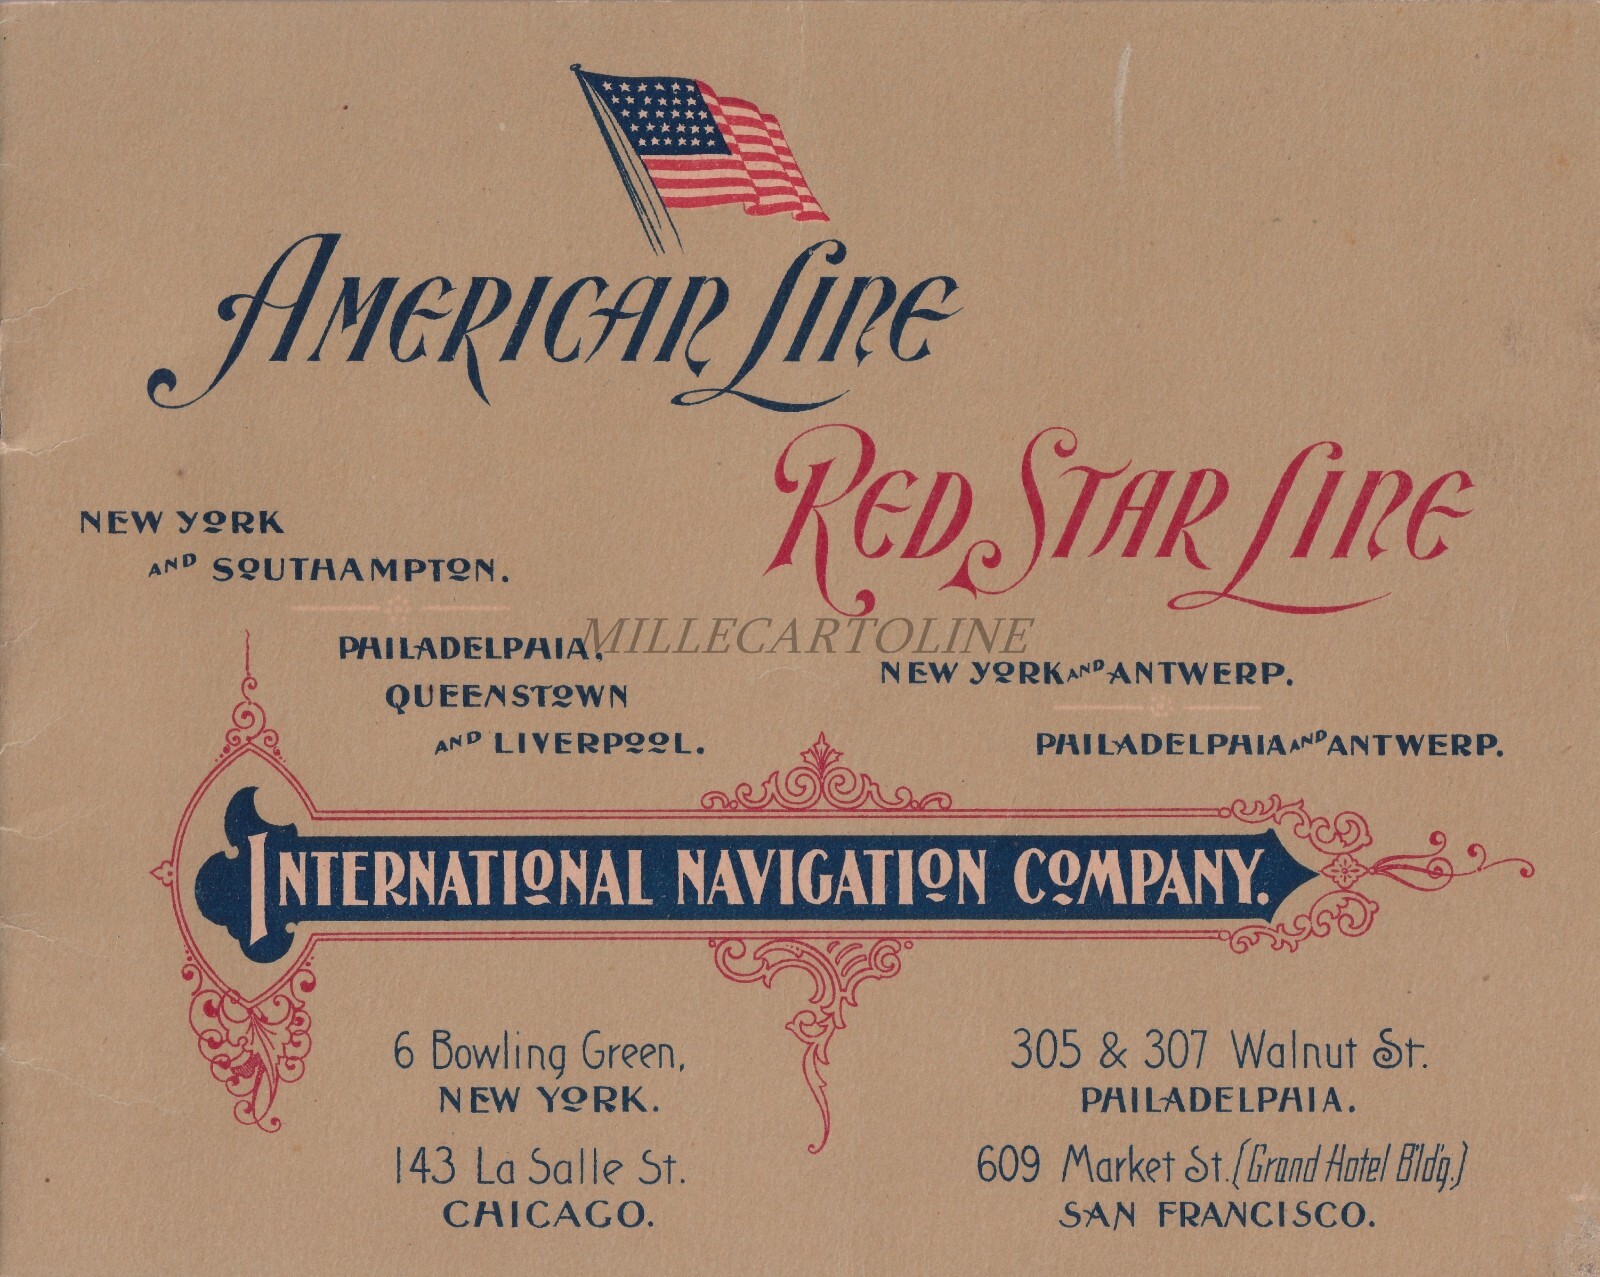 AMERICAN LINE
RED STAR LINE
NEW YORK
AND SOUTHAMPTON.
PHILADELPHIA,
QUEENSTOWN
AND LIVERPOOL.
MILLECARTOLINE
NEW YORK AND ANTWERP.
PHILADELPHIA AND ANTWERP.
INTERNATIONAL NAVIGATION COMPANY.
6 Bowling Green,
NEW YORK.
143 La Salle St.
CHICAGO.
305 & 307 Walnut St.
PHILADELPHIA.
609 Market St. (Grand Hotel B'ld'g.)
SAN FRANCISCO.